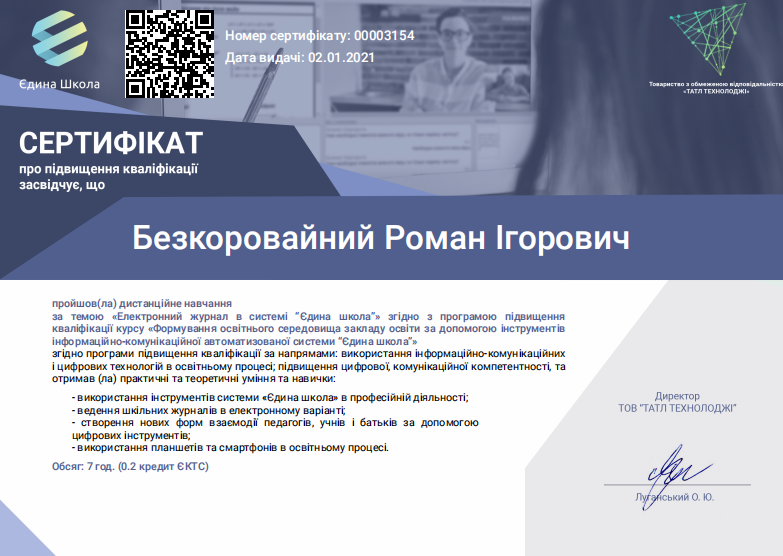 Єдина Школа
Номер сертифікату: 00003154
Дата видачі: 02.01.2021
Товариство з обмеженою відповідальністю
«ТАТЛ ТЕХНОЛОДЖІ»
СЕРТИФІКАТ
про підвищення кваліфікації
засвідчує, що
Безкоровайний Роман Ігорович
пройшов(ла) дистанційне навчання
за темою «Електронний журнал в системі “Єдина школа”» згідно з програмою підвищення
кваліфікації курсу «Формування освітнього середовища закладу освіти за допомогою інструментів
інформаційно-комунікаційної автоматизованої системи “Єдина школа”»
згідно програми підвищення кваліфікації за напрямами: використання інформаційно-комунікаційних
і цифрових технологій в освітньому процесі; підвищення цифрової, комунікаційної компетентності, та
отримав (ла) практичні та теоретичні уміння та навички:
- використання інструментів системи «Єдина школа» в професійній діяльності;
- ведення шкільних журналів в електронному варіанті;
- створення нових форм взаємодії педагогів, учнів і батьків за допомогою
цифрових інструментів;
- використання планшетів та смартфонів в освітньому процесі.
Обсяг: 7 год. (0.2 кредит ЄКТС)
Директор
ТОВ “ТАТЛ ТЕХНОЛОДЖІ”
Луганський О. Ю.